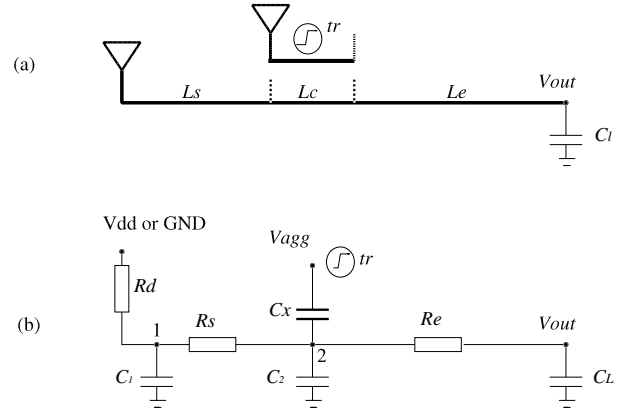 tr
(a)
Ls
Lc
Le
Vout
Cl
Vdd or GND
Vagg
tr
Rd
Cx
(b)
1
Rs
2
Re
Vout
C1
C2
CL